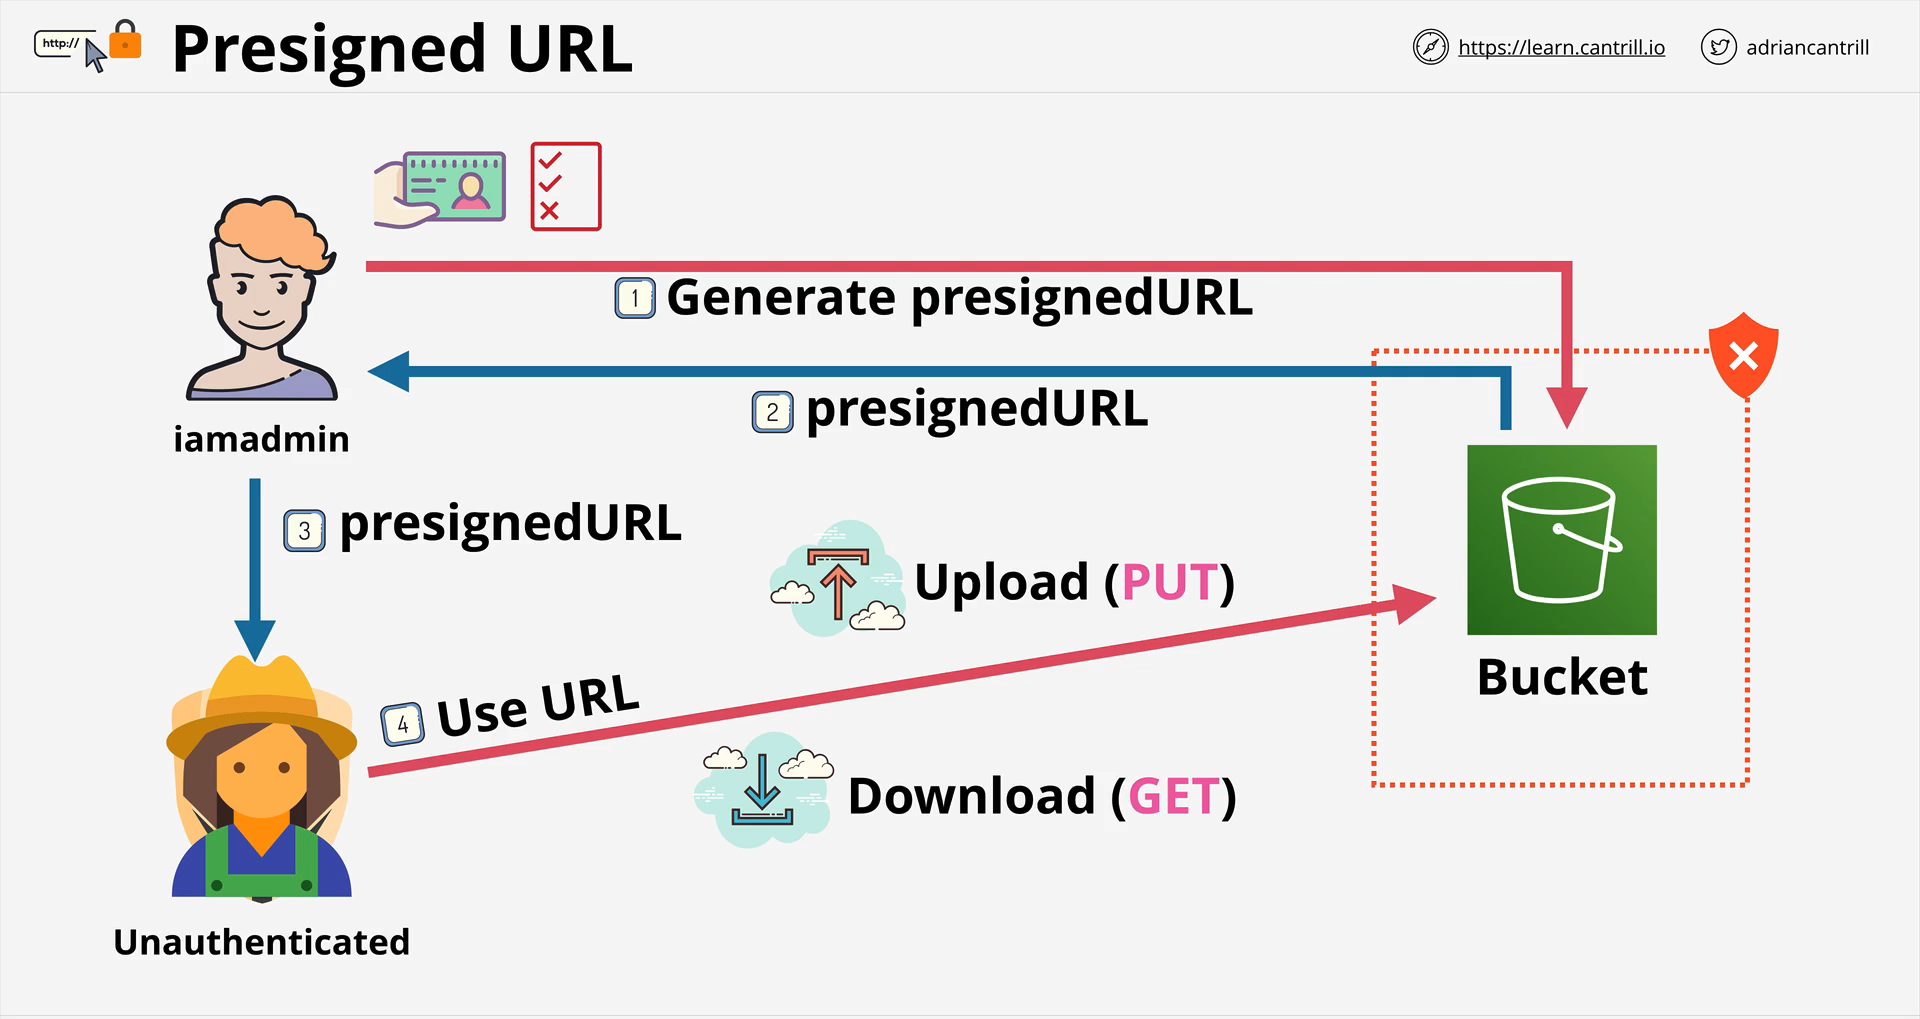 http://
Presigned URL
https://learn.cantrill.io
adriancantrill
1 Generate presignedURL
2 presignedURL
iamadmin
3 presignedURL
Upload (PUT)
4 Use URL
Bucket
Download (GET)
Unauthenticated